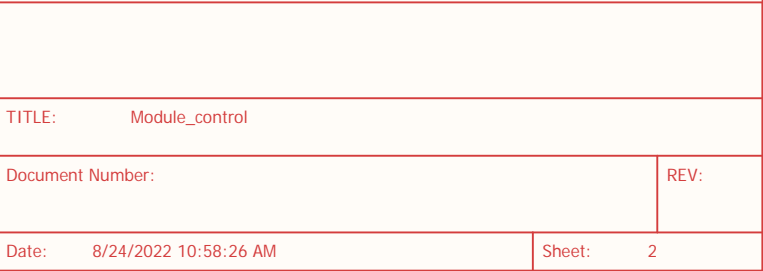 TITLE: Module_control
Document Number: REV:
Date: 8/24/2022 10:58:26 AM Sheet: 2